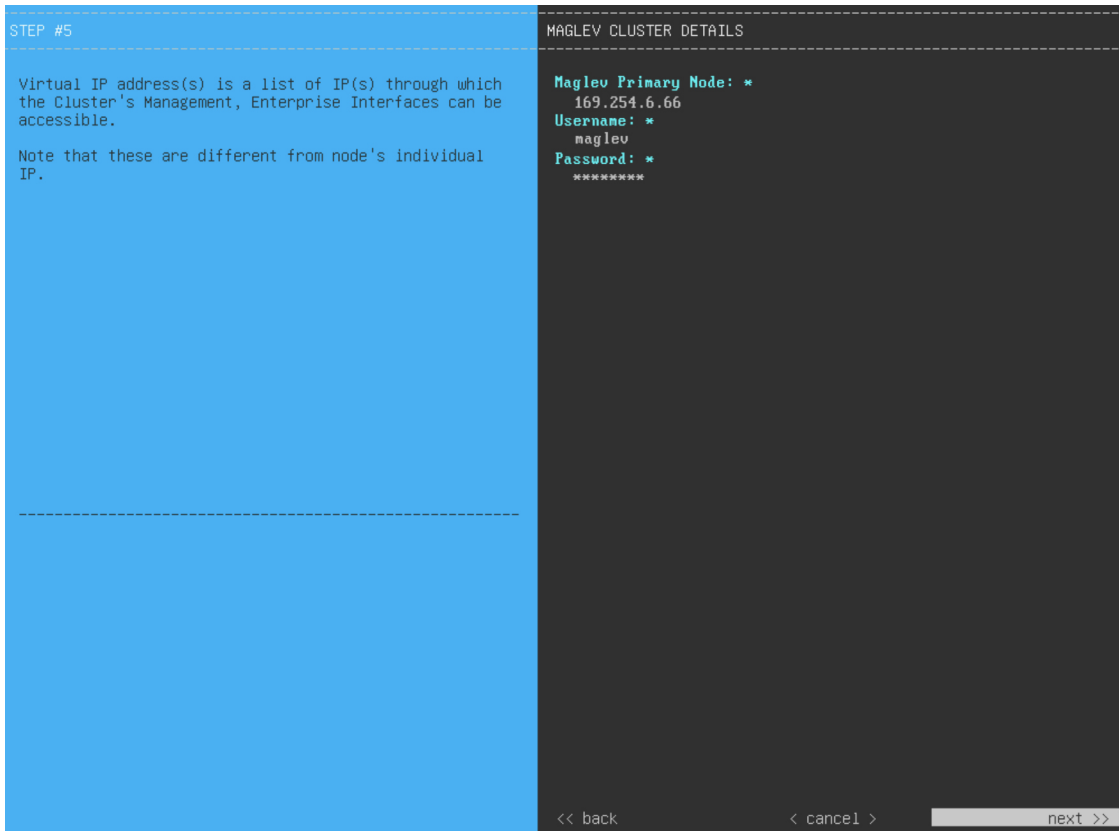 STEP #5
Virtual IP address(s) is a list of IP(s) through which
the Cluster's Management, Enterprise Interfaces can be
accessible.
Note that these are different from node's individual
IP.
MAGLEV CLUSTER DETAILS
Maglev Primary Node: *
169.254.6.66
Username: *
maglev
Password: *
********
<< back
< cancel >
next >>